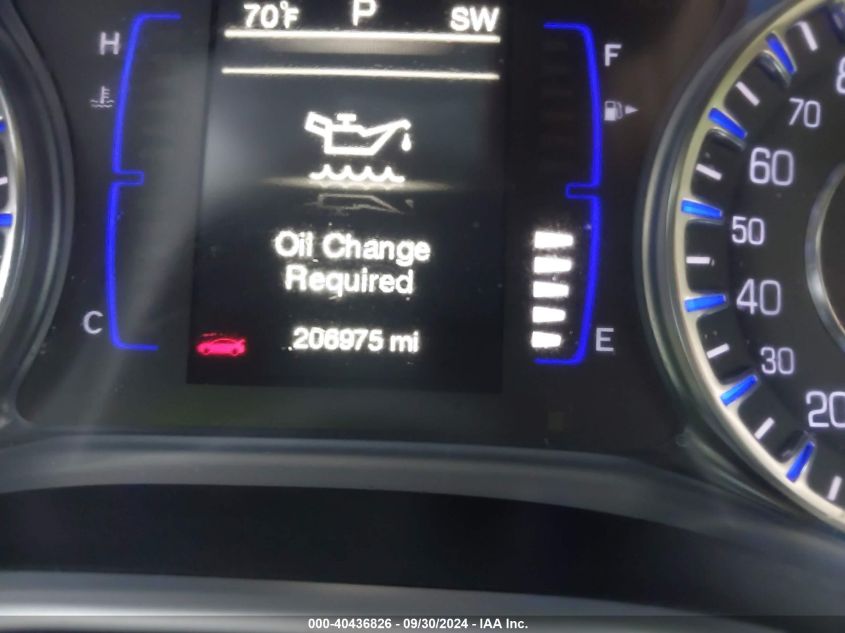 70°F P SW
H
F
C
E
Oil Change
Required
206975 mi
80
70
60
50
40
30
20
000-40436826 - 09/30/2024 - IAA Inc.